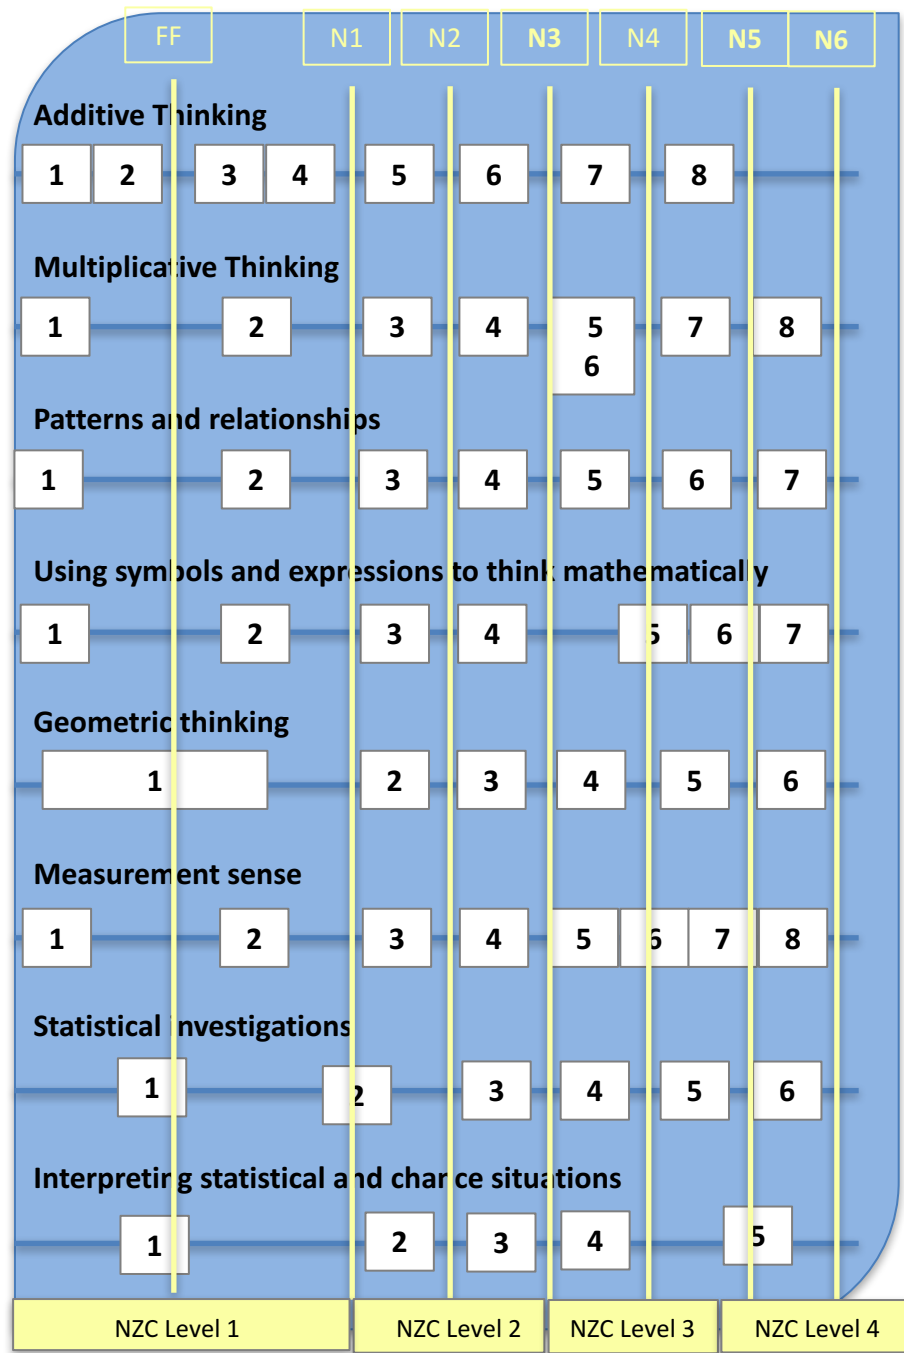 FF N1 N2 N3 N4 N5 N6
Additive Thinking
1 2 3 4 5 6 7 8
Multiplicative Thinking
1 2 3 4 5 7 8
6
Patterns and relationships
1 2 3 4 5 6 7
Using symbols and expressions to think mathematically
1 2 3 4 5 6 7
Geometric thinking
1 2 3 4 5 6
Measurement sense
1 2 3 4 5 6 7 8
Statistical investigations
1 2 3 4 5 6
Interpreting statistical and chance situations
1 2 3 4 5
NZC Level 1 NZC Level 2 NZC Level 3 NZC Level 4